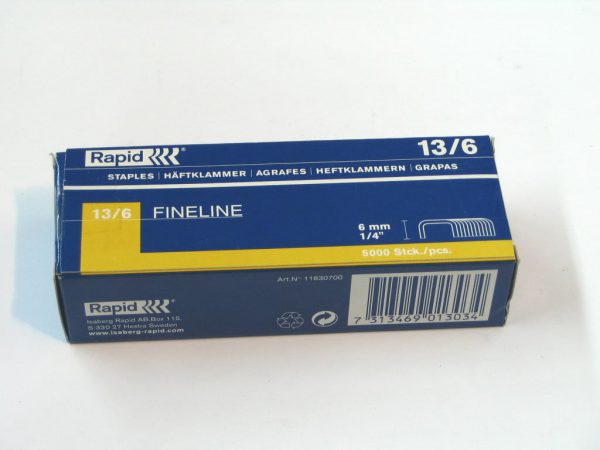 Rapid
13/6
STAPLES | HÄFTKLAMMER | AGRAFES | HEFTKLAMMERN | GRAPAS
13/6 FINELINE
6 mm
1/4"
5000 Stck./pcs.
Art.N° 11830700
Rapid
Isaberg Rapid AB.Box 115,
S-330 27 Hestra Sweden
www.isaberg-rapid.com
7 313469 013034